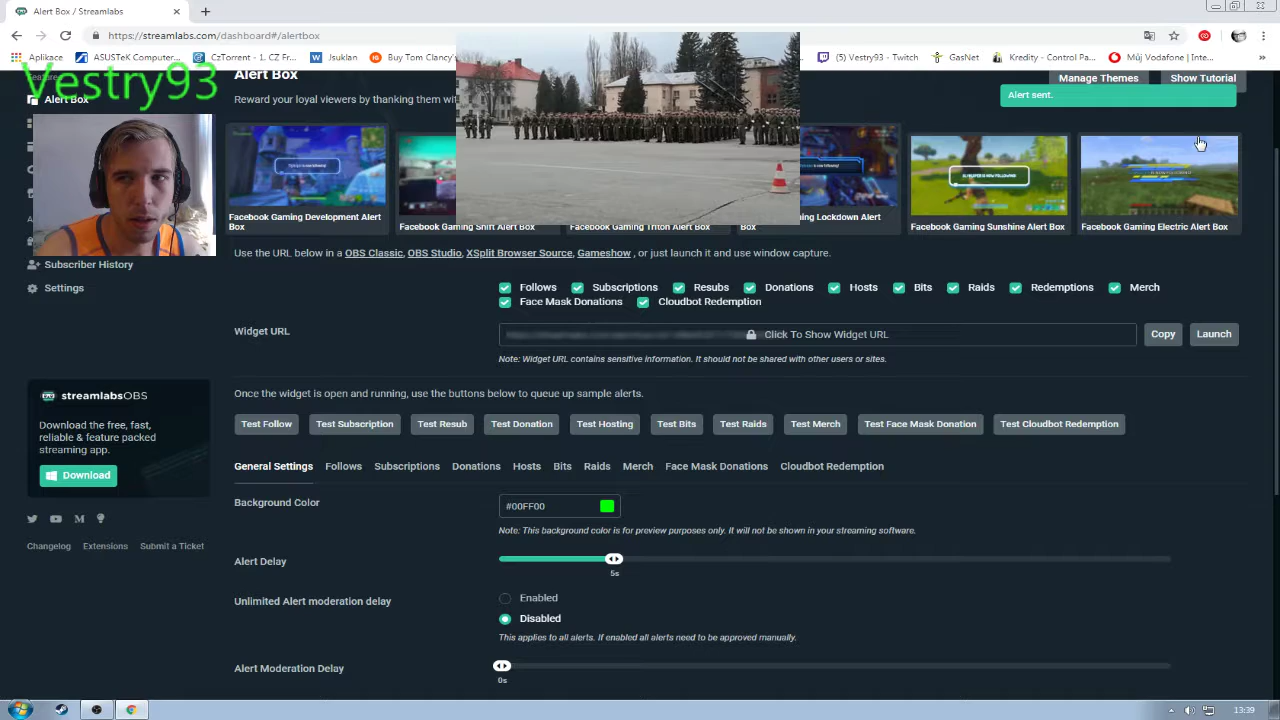 Alert Box / Streamlabs
https://streamlabs.com/dashboard#/alertbox
Aplikace
ASUSTeK Computer...
CzTorrent - 1. CZ Fr...
Jsuklan
Buy Tom Clancy
(5) Vestry93 - Twitch
GasNet
Kredity - Control Pa...
Můj Vodafone | Inte...
Features
Vestry93
Alert Box
Alert Box
Reward your loyal viewers by thanking them wit
Manage Themes
Show Tutorial
Alert sent.
Facebook Gaming Development Alert Box
Facebook Gaming Shift Alert Box
Facebook Gaming Triton Alert Box
Gaming Lockdown Alert
Box
Facebook Gaming Sunshine Alert Box
Facebook Gaming Electric Alert Box
Use the URL below in a OBS Classic, OBS Studio, XSplit Browser Source, Gameshow , or just launch it and use window capture.
Subscriber History
Settings
Follows
Subscriptions
Resubs
Donations
Hosts
Bits
Raids
Redemptions
Merch
Face Mask Donations
Cloudbot Redemption
Widget URL
Click To Show Widget URL
Copy
Launch
Note: Widget URL contains sensitive information. It should not be shared with other users or sites.
streamlabsOBS
Download the free, fast,
reliable & feature packed
streaming app.
Download
Once the widget is open and running, use the buttons below to queue up sample alerts.
Test Follow
Test Subscription
Test Resub
Test Donation
Test Hosting
Test Bits
Test Raids
Test Merch
Test Face Mask Donation
Test Cloudbot Redemption
General Settings
Follows
Subscriptions
Donations
Hosts
Bits
Raids
Merch
Face Mask Donations
Cloudbot Redemption
Background Color
#00FF00
Note: This background color is for preview purposes only. It will not be shown in your streaming software.
Changelog
Extensions
Submit a Ticket
Alert Delay
5s
Unlimited Alert moderation delay
Enabled
Disabled
This applies to all alerts. If enabled all alerts need to be approved manually.
Alert Moderation Delay
0s
13:39